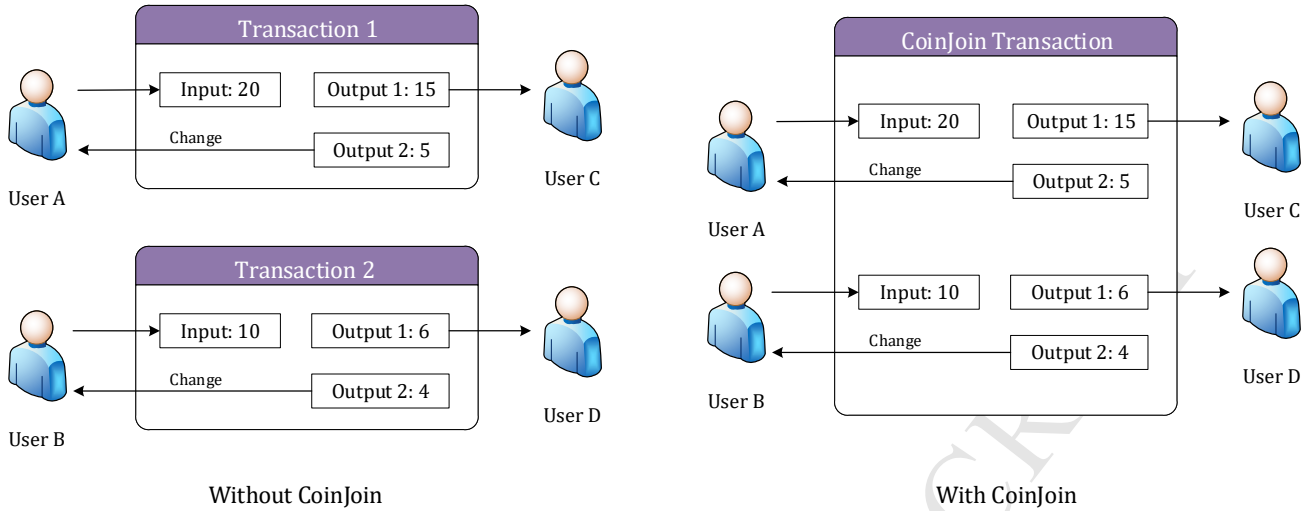 Transaction 1
Input: 20
Output 1: 15
Change
Output 2: 5
User A
User C
Transaction 2
Input: 10
Output 1: 6
Change
Output 2: 4
User B
User D
Without CoinJoin
CoinJoin Transaction
Input: 20
Output 1: 15
Change
Output 2: 5
User A
User C
Input: 10
Output 1: 6
Change
Output 2: 4
User B
User D
With CoinJoin